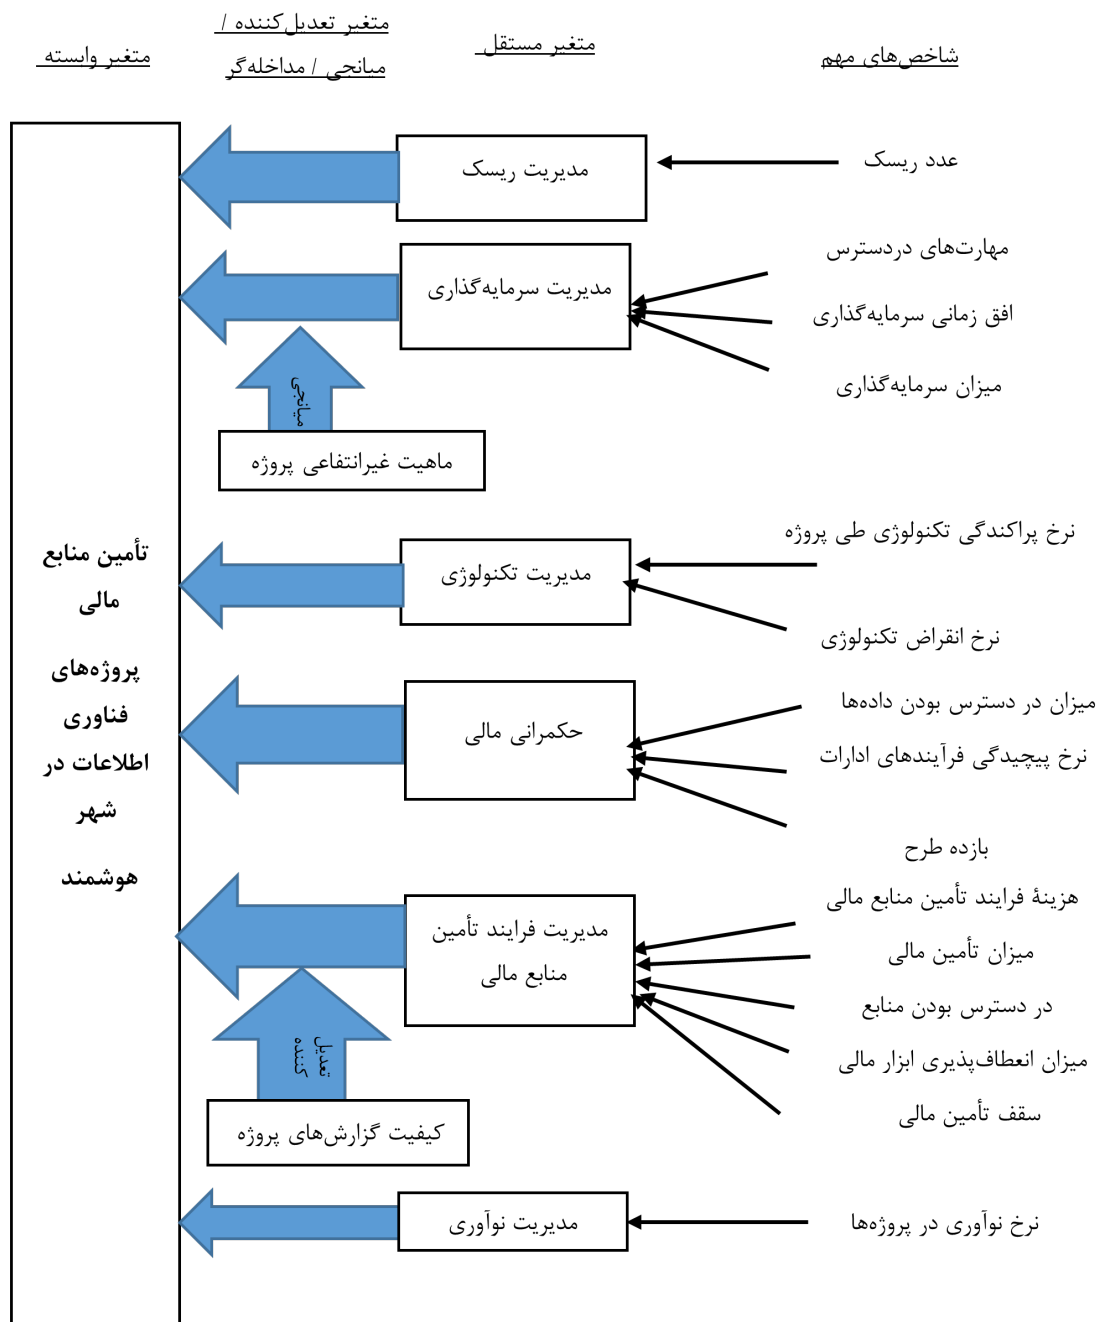 شاخص‌های مهم
متغیر مستقل
متغیر تعدیل‌کننده /
میانجی / مداخله‌گر
متغیر وابسته
عدد ریسک
مدیریت ریسک
مهارت‌های دردسترس
افق زمانی سرمایه‌گذاری
میزان سرمایه‌گذاری
مدیریت سرمایه‌گذاری
میانجی
ماهیت غیرانتفاعی پروژه
نرخ پراکندگی تکنولوژی طی پروژه
نرخ انقراض تکنولوژی
مدیریت تکنولوژی
میزان در دسترس بودن داده‌ها
نرخ پیچیدگی فرآیندهای ادارات
بازده طرح
حکمرانی مالی
هزینهٔ فرایند تأمین منابع مالی
میزان تأمین مالی
در دسترس بودن منابع
میزان انعطاف‌پذیری ابزار مالی
سقف تأمین مالی
مدیریت فرایند تأمین
منابع مالی
تعدیل
کننده
کیفیت گزارش‌های پروژه
نرخ نوآوری در پروژه‌ها
مدیریت نوآوری
تأمین منابع
مالی
پروژه‌های
فناوری
اطلاعات در
شهر
هوشمند